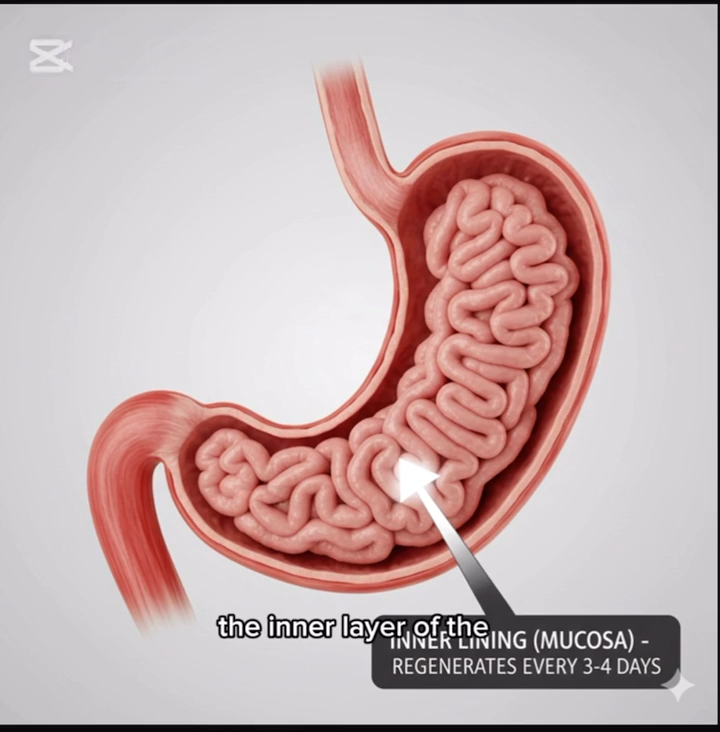 the inner layer of the
INNER LINING (MUCOSA) -
REGENERATES EVERY 3-4 DAYS